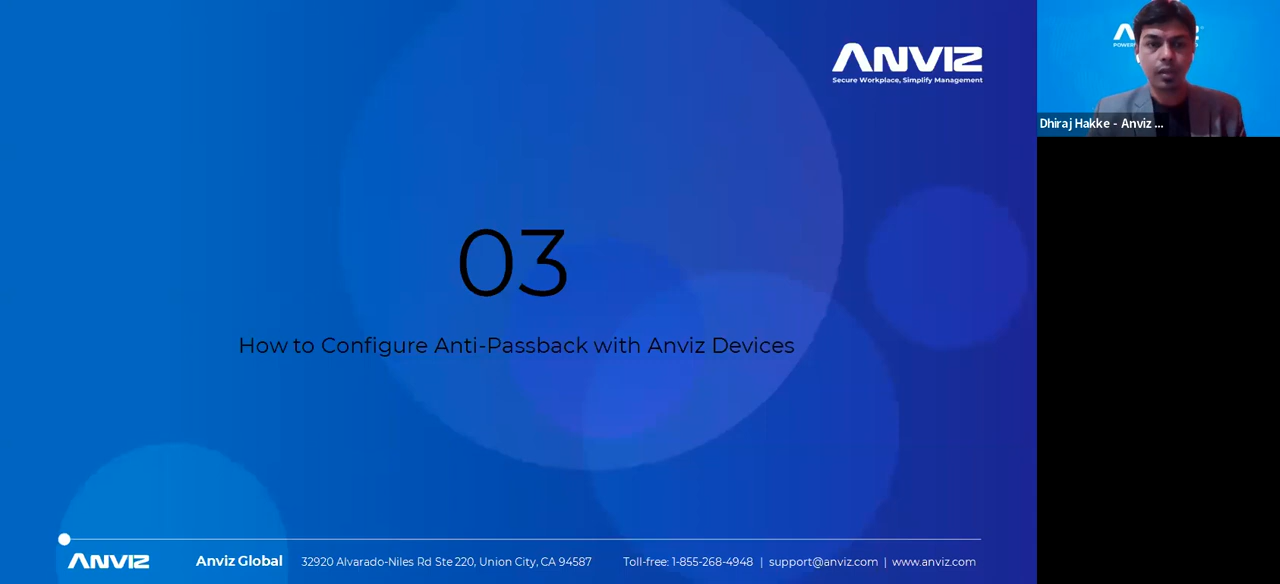 ANVIZ
Secure Workplace, Simplify Management
Dhiraj Hakke - Anviz ...
03
How to Configure Anti-Passback with Anviz Devices
ANVIZ
Anviz Global 32920 Alvarado-Niles Rd Ste 220, Union City, CA 94587 Toll-free: 1-855-268-4948 | support@anviz.com | www.anviz.com